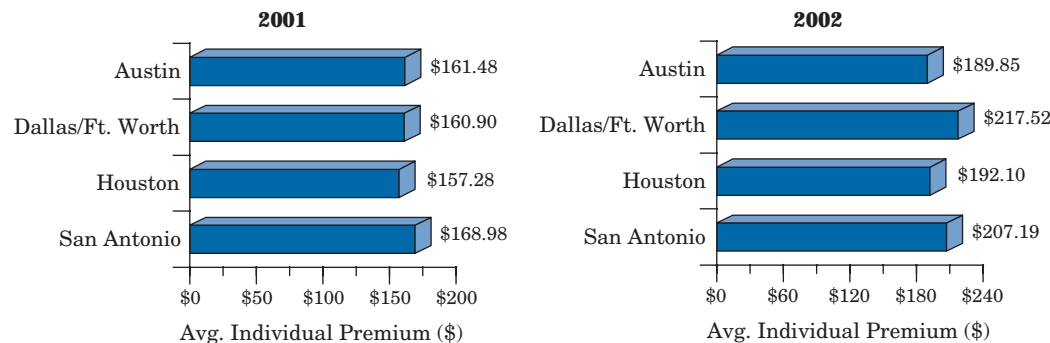 2001
Austin $161.48
Dallas/Ft. Worth $160.90
Houston $157.28
San Antonio $168.98
$0 $50 $100 $150 $200
Avg. Individual Premium ($)
2002
Austin $189.85
Dallas/Ft. Worth $217.52
Houston $192.10
San Antonio $207.19
$0 $60 $120 $180 $240
Avg. Individual Premium ($)